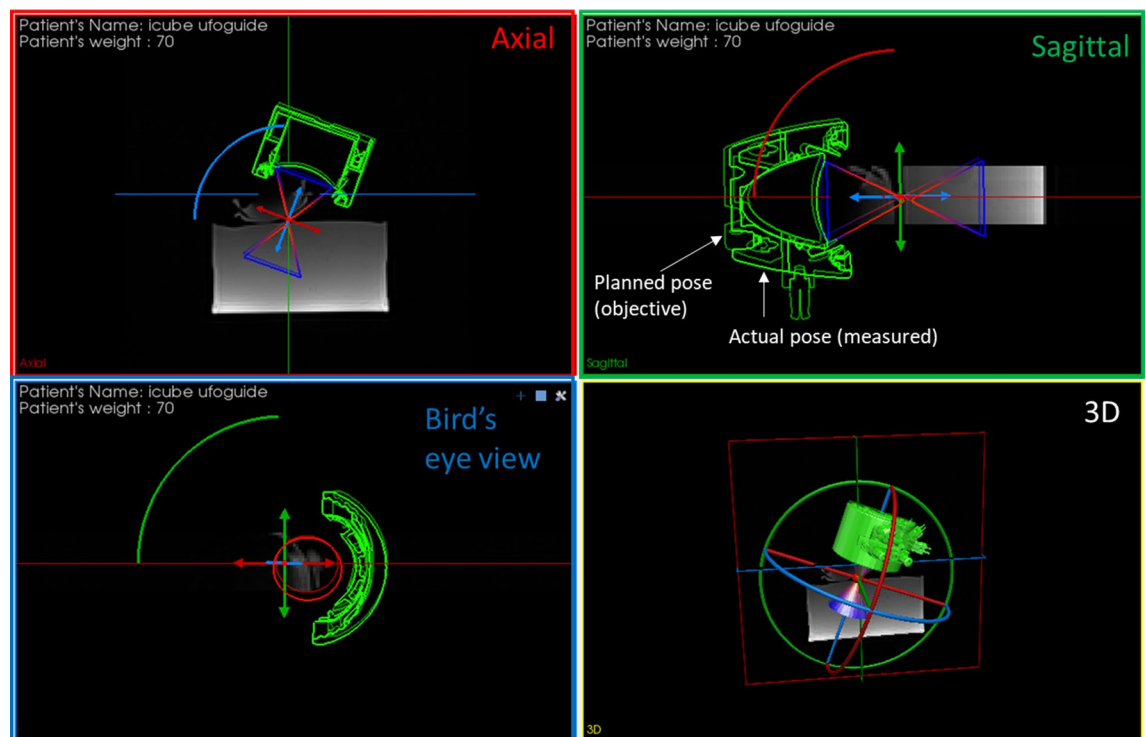 Patient's Name: icube ufoguide
Patient's weight : 70
Axial
Axial
Patient's Name: icube ufoguide
Patient's weight : 70
Sagittal
Planned pose
(objective)
Actual pose (measured)
Sagittal
Patient's Name: icube ufoguide
Patient's weight : 70
Bird's
eye view
3D
3D